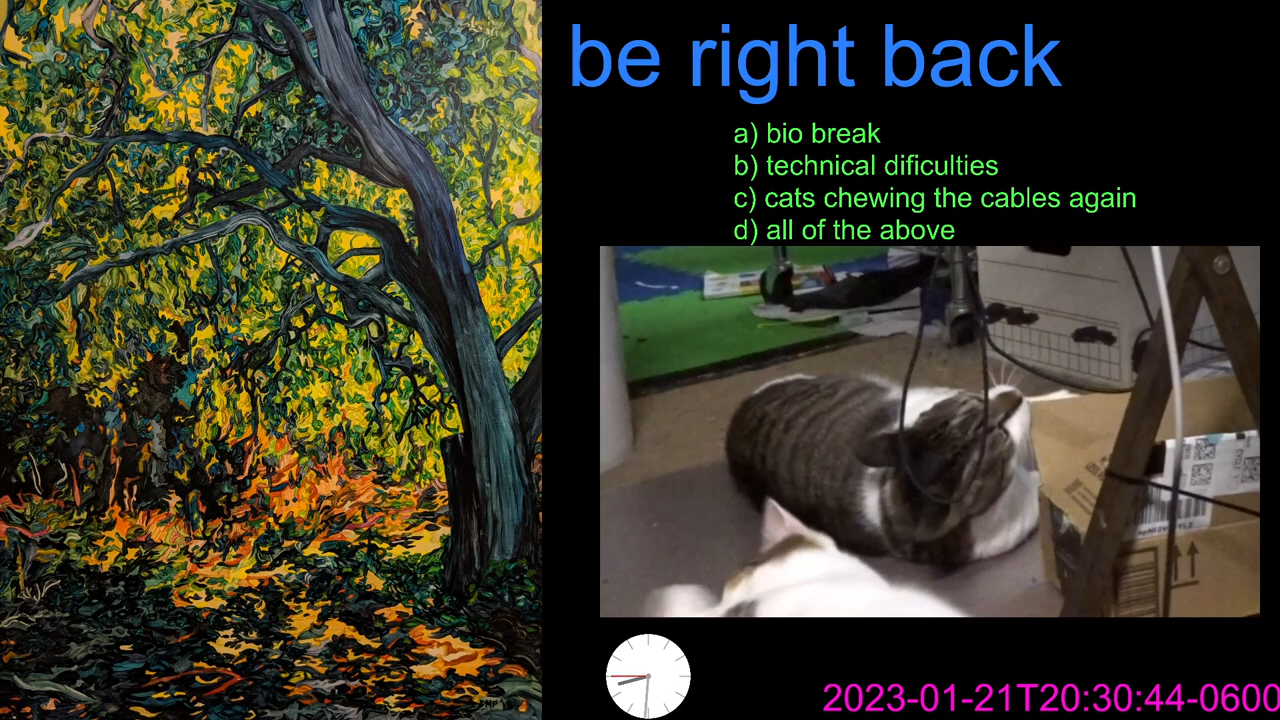 be right back
a) bio break
b) technical dificulties
c) cats chewing the cables again
d) all of the above
2023-01-21T20:30:44-0600